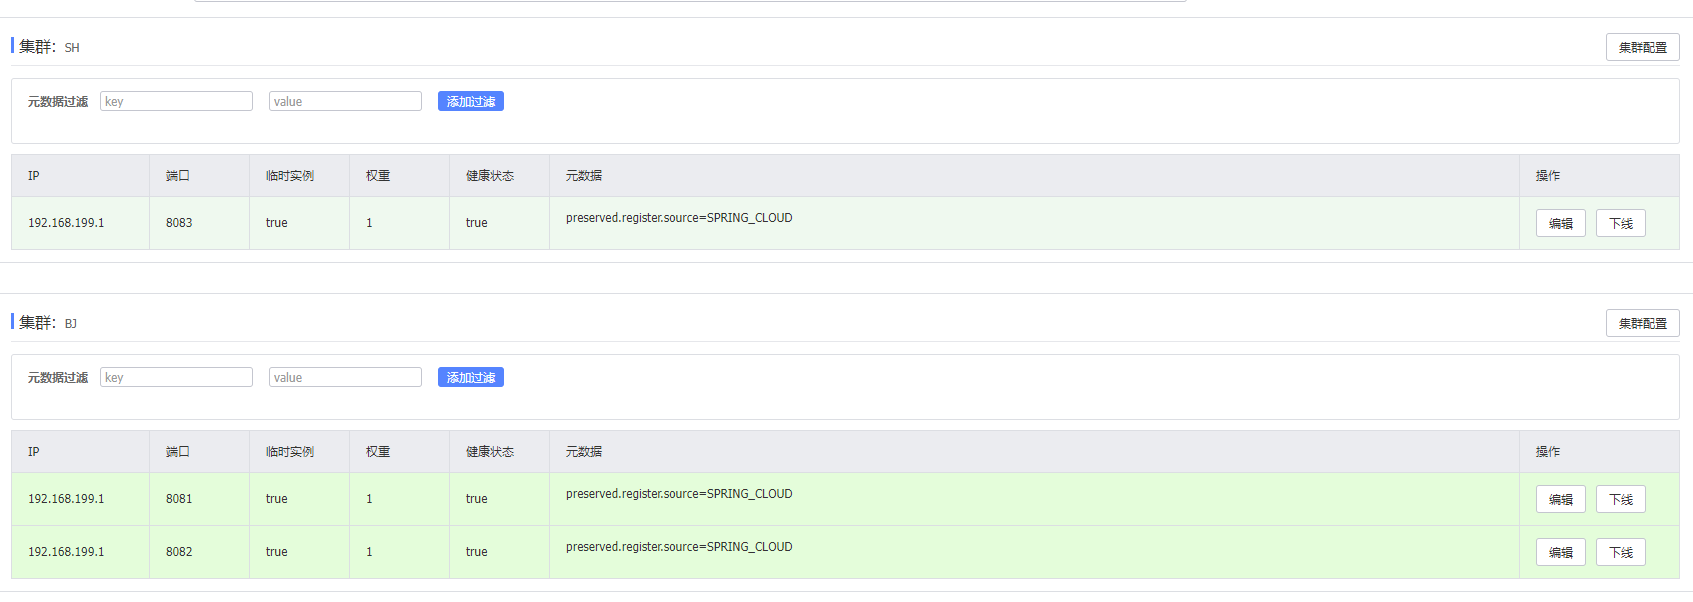 集群： SH
集群配置
元数据过滤 key value 添加过滤
IP 端口 临时实例 权重 健康状态 元数据 操作
192.168.199.1 8083 true 1 true preserved.register.source=SPRING_CLOUD 编辑 下线
集群： BJ
集群配置
元数据过滤 key value 添加过滤
IP 端口 临时实例 权重 健康状态 元数据 操作
192.168.199.1 8081 true 1 true preserved.register.source=SPRING_CLOUD 编辑 下线
192.168.199.1 8082 true 1 true preserved.register.source=SPRING_CLOUD 编辑 下线